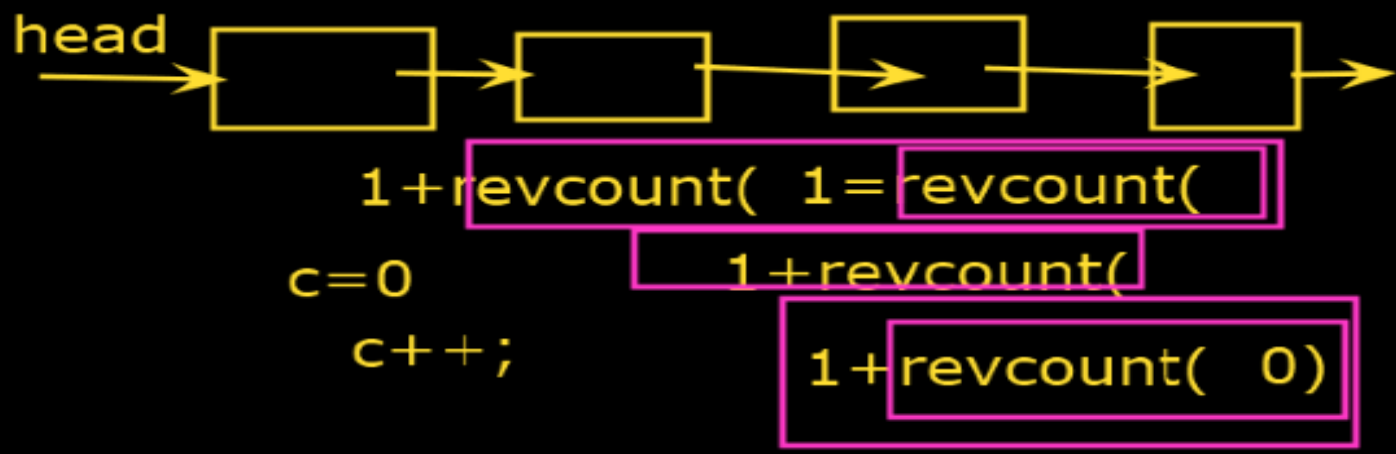 head
1+revcount( 1=revcount(
c=0 1+revcount(
c++; 1+revcount( 0)